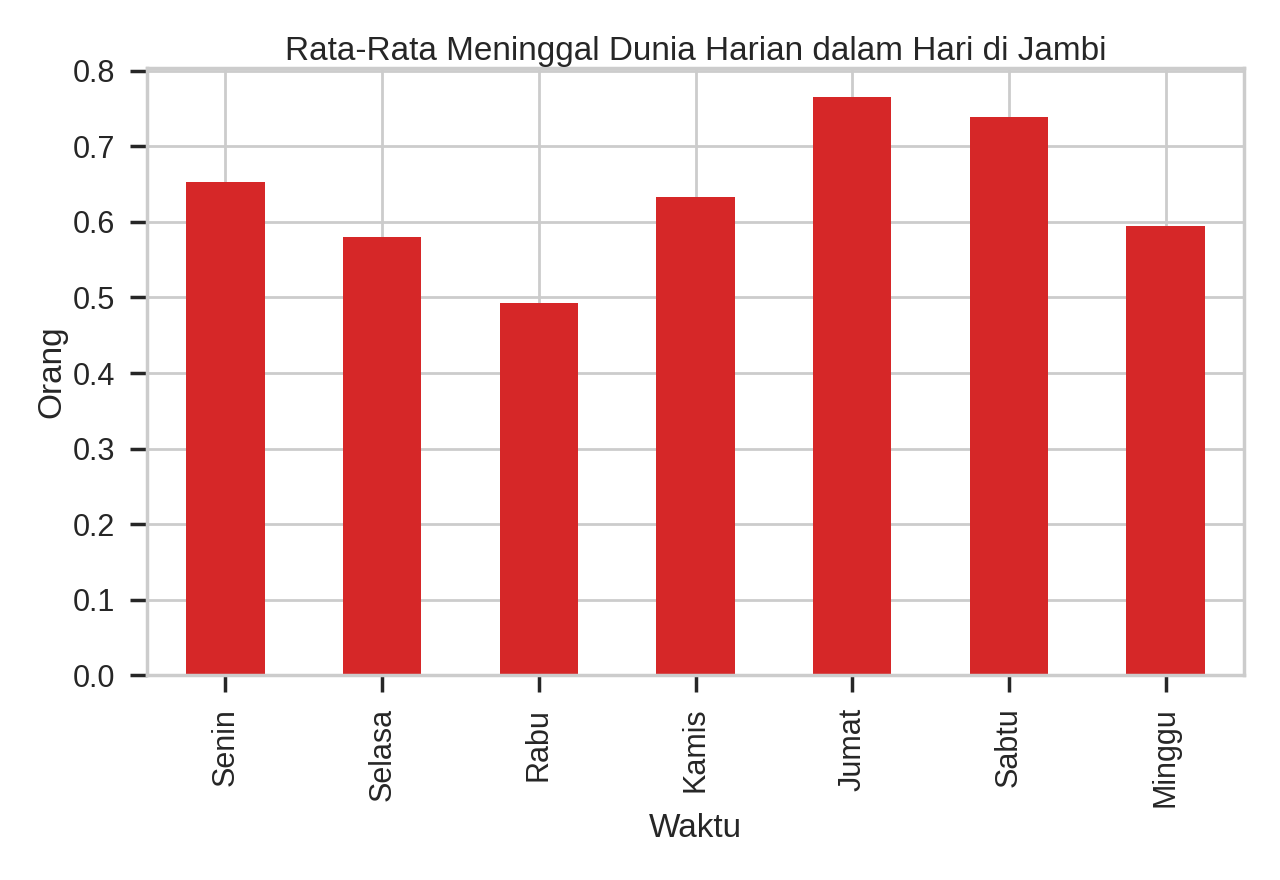 Rata-Rata Meninggal Dunia Harian dalam Hari di Jambi
0.8
0.7
0.6
0.5
0.4
0.3
0.2
0.1
0.0
Orang
Senin
Selasa
Rabu
Kamis
Jumat
Sabtu
Minggu
Waktu